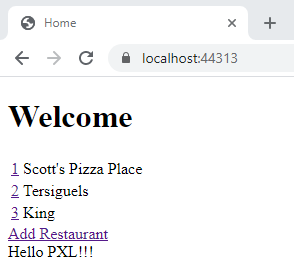 Home
localhost:44313
Welcome
1 Scott's Pizza Place
2 Tersiguels
3 King
Add Restaurant
Hello PXL!!!